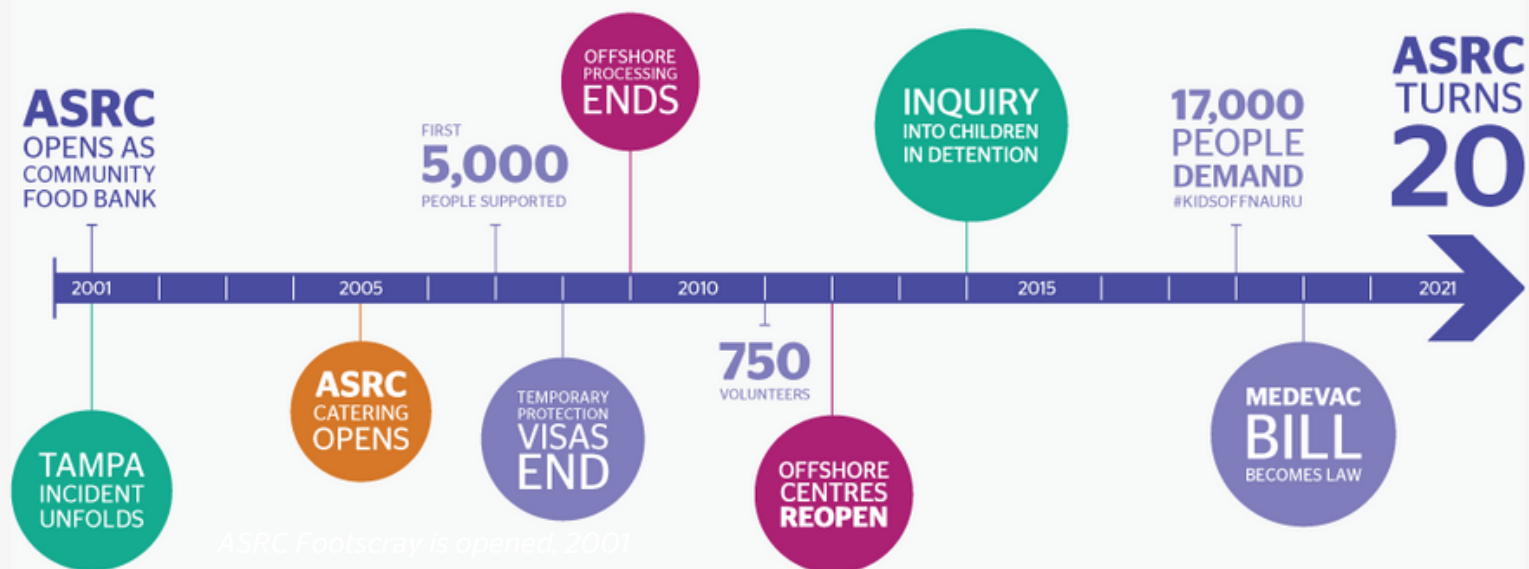 ASRC
OPENS AS
COMMUNITY
FOOD BANK
FIRST
5,000
PEOPLE SUPPORTED
OFFSHORE
PROCESSING
ENDS
INQUIRY
INTO CHILDREN
IN DETENTION
17,000
PEOPLE
DEMAND
#KIDSOFFNAURU
ASRC
TURNS
20
2001
2005
2010
2015
2021
TAMPA
INCIDENT
UNFOLDS
ASRC
CATERING
OPENS
TEMPORARY
PROTECTION
VISAS
END
750
VOLUNTEERS
OFFSHORE
CENTRES
REOPEN
MEDEVAC
BILL
BECOMES LAW
ASRC Footscray is opened, 2001